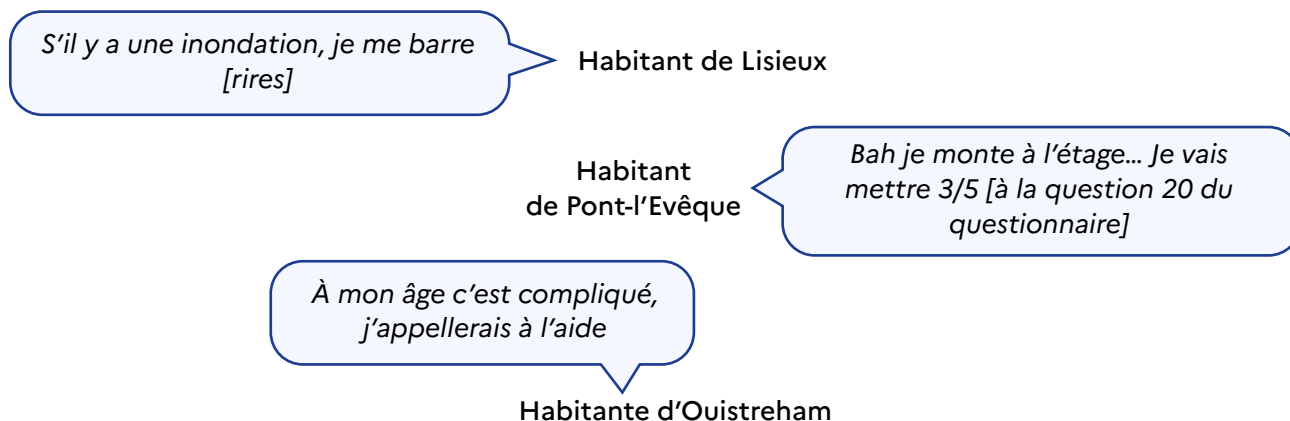 S'il y a une inondation, je me barre
[rires]
Habitant de Lisieux
Habitant
de Pont-l'Evêque
Bah je monte à l'étage... Je vais
mettre 3/5 [à la question 20 du
questionnaire]
À mon âge c'est compliqué,
j'appellerais à l'aide
Habitante d'Ouistreham